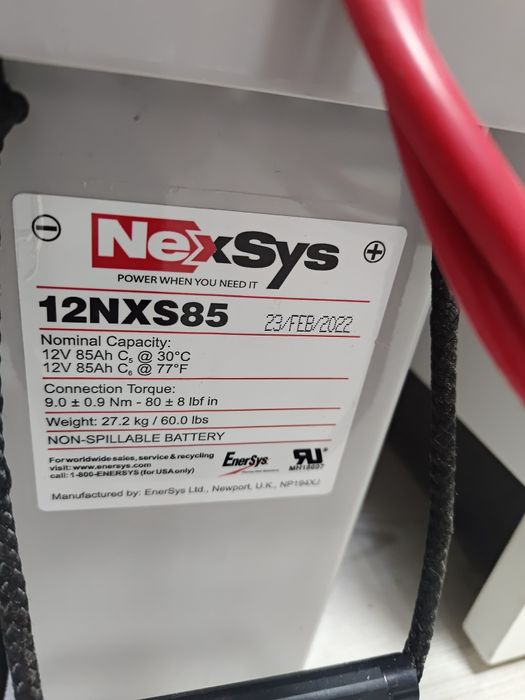 NexSys
POWER WHEN YOU NEED IT
12NXS85 23/FEB/2022
Nominal Capacity:
12V 85Ah C₅ @ 30°C
12V 85Ah C₆ @ 77°F
Connection Torque:
9.0 ± 0.9 Nm - 80 ± 8 lbf in
Weight: 27.2 kg / 60.0 lbs
NON-SPILLABLE BATTERY
For worldwide sales, service & recycling
visit: www.enersys.com
call: 1-800-ENERSYS (for USA only)
EnerSys
MH18697
Manufactured by: EnerSys Ltd., Newport, U.K., NP194XJ